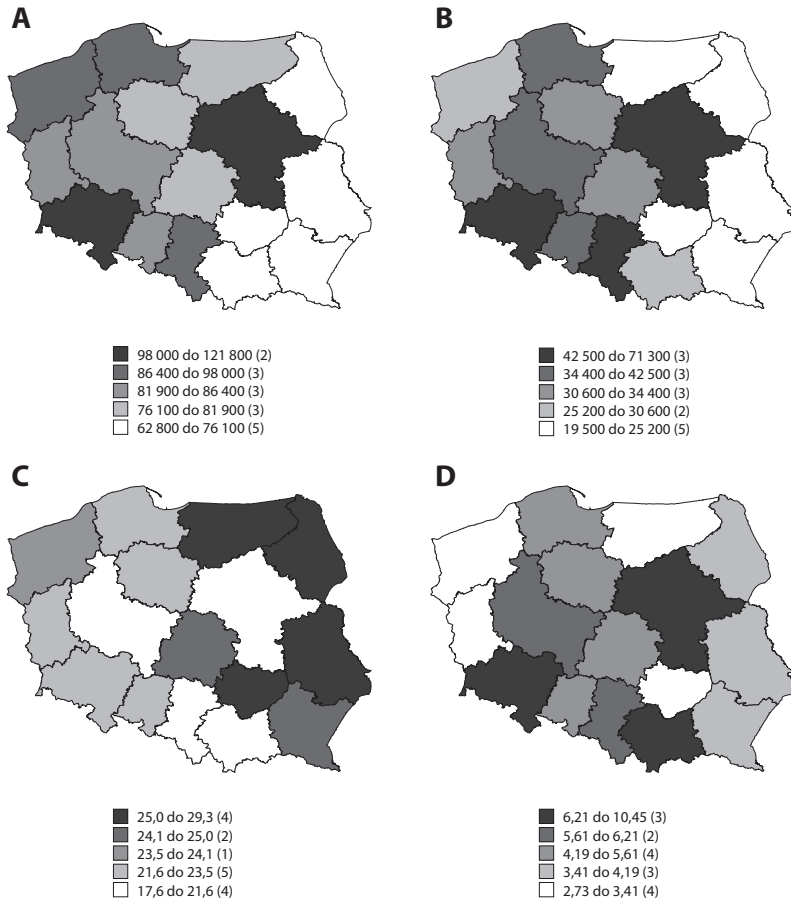 A
B
98 000 do 121 800 (2)
86 400 do 98 000 (3)
81 900 do 86 400 (3)
76 100 do 81 900 (3)
62 800 do 76 100 (5)
42 500 do 71 300 (3)
34 400 do 42 500 (3)
30 600 do 34 400 (3)
25 200 do 30 600 (2)
19 500 do 25 200 (5)
C
D
25,0 do 29,3 (4)
24,1 do 25,0 (2)
23,5 do 24,1 (1)
21,6 do 23,5 (5)
17,6 do 21,6 (4)
6,21 do 10,45 (3)
5,61 do 6,21 (2)
4,19 do 5,61 (4)
3,41 do 4,19 (3)
2,73 do 3,41 (4)